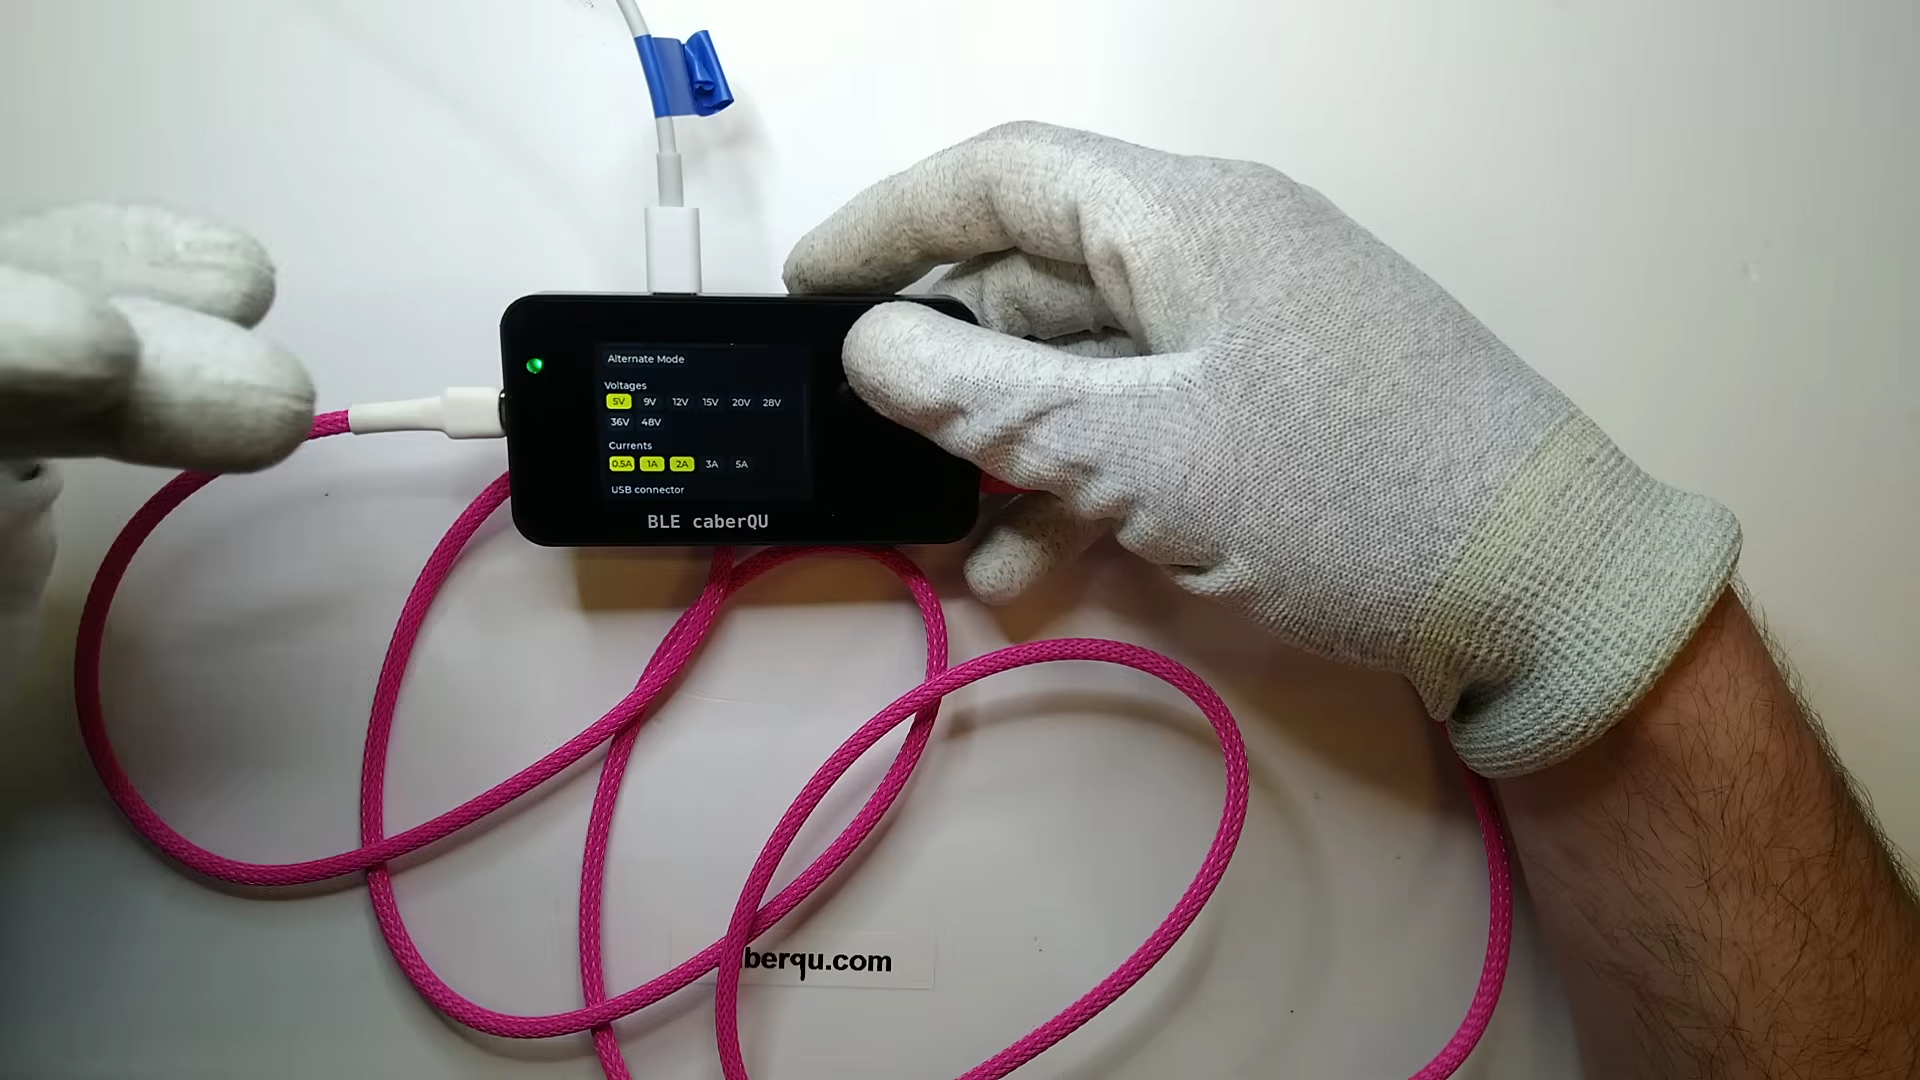 Alternate Mode
Voltages
5V 9V 12V 15V 20V 28V
36V 48V
Currents
0.5A 1A 2A 3A 5A
USB connector
BLE caberQU
berqu.com